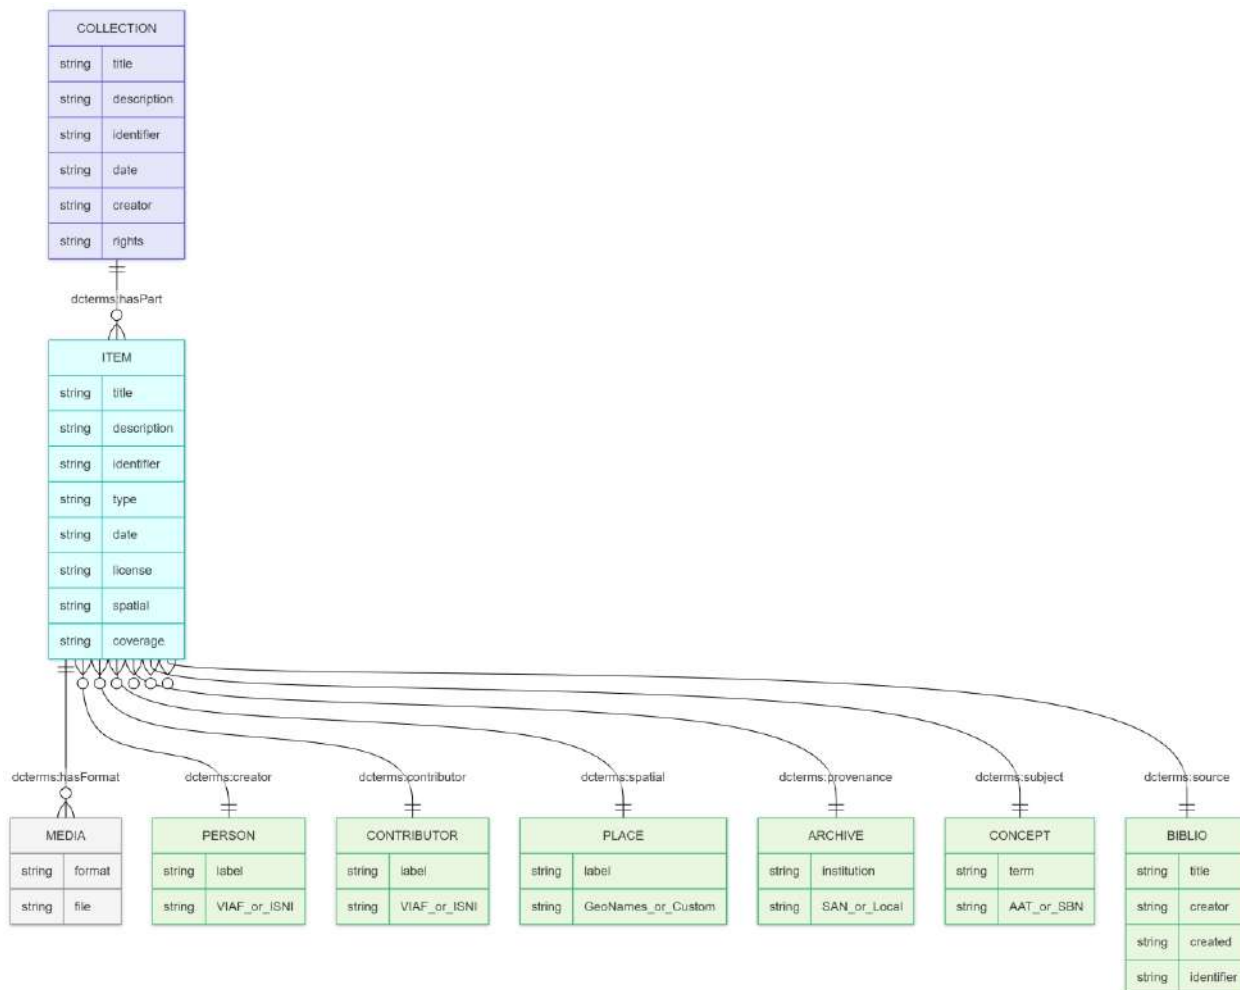 COLLECTION
string title
string description
string identifier
string date
string creator
string rights
dcterms:hasPart
ITEM
string title
string description
string identifier
string type
string date
string license
string spatial
string coverage
dcterms:hasFormat dcterms:creator dcterms:contributor dcterms:spatial dcterms:provenance dcterms:subject dcterms:source
MEDIA PERSON CONTRIBUTOR PLACE ARCHIVE CONCEPT BIBLIO
string format string label string label string label string institution string term string title
string file string VIAF_or_ISNI string VIAF_or_ISNI string GeoNames_or_Custom string SAN_or_Local string AAT_or_SBN string creator
string created
string identifier